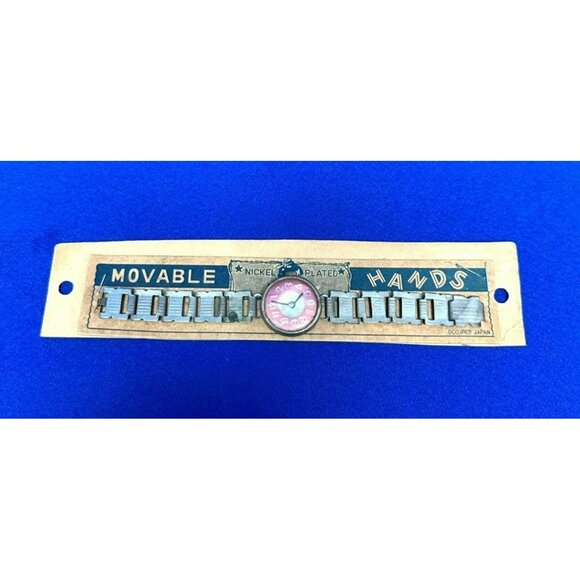 MOVABLE ★ NICKEL PLATED ★ HANDS
OCCUPIED JAPAN